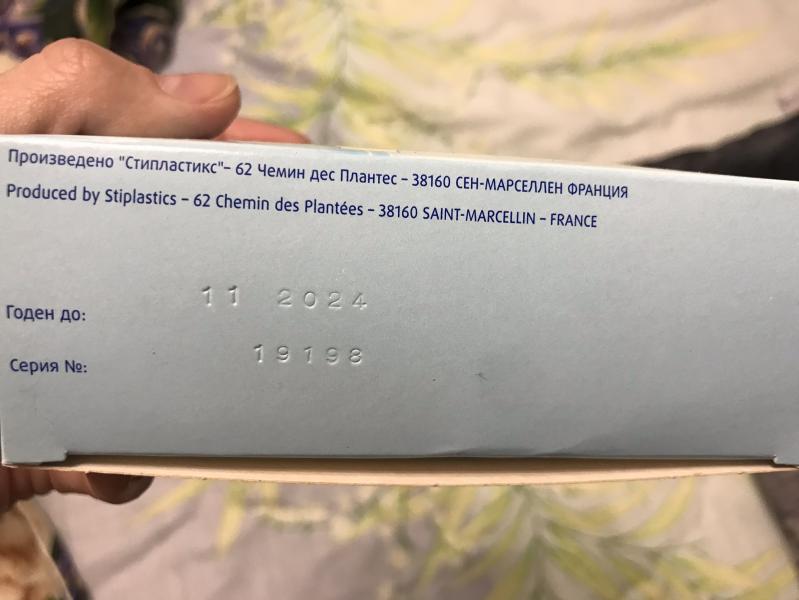 Произведено "Стипластикс"– 62 Чемин дес Плантес – 38160 СЕН-МАРСЕЛЛЕН ФРАНЦИЯ
Produced by Stiplastics – 62 Chemin des Plantées – 38160 SAINT-MARCELLIN – FRANCE
Годен до: 11 2024
Серия №: 19198